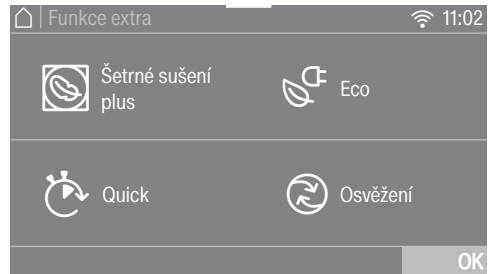 Funkce extra 11:02
Šetrné sušení
plus
Eco
Quick
Osvěžení
OK